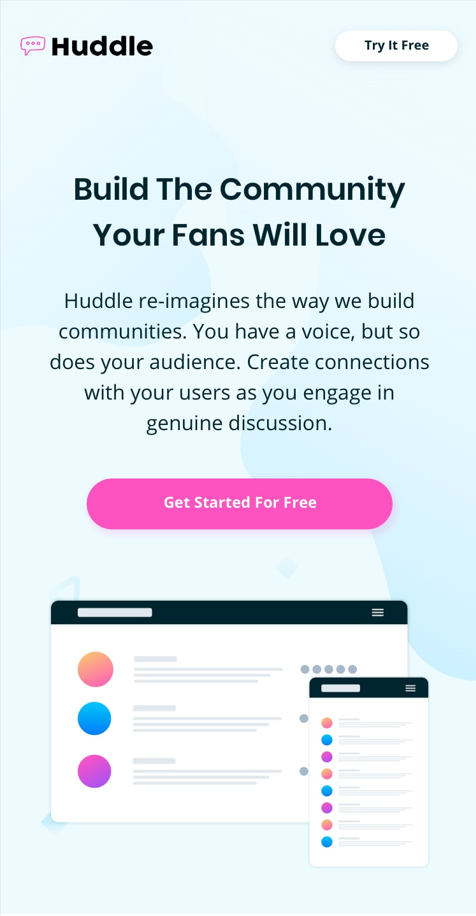 Huddle
Try It Free
Build The Community
Your Fans Will Love
Huddle re-imagines the way we build
communities. You have a voice, but so
does your audience. Create connections
with your users as you engage in
genuine discussion.
Get Started For Free